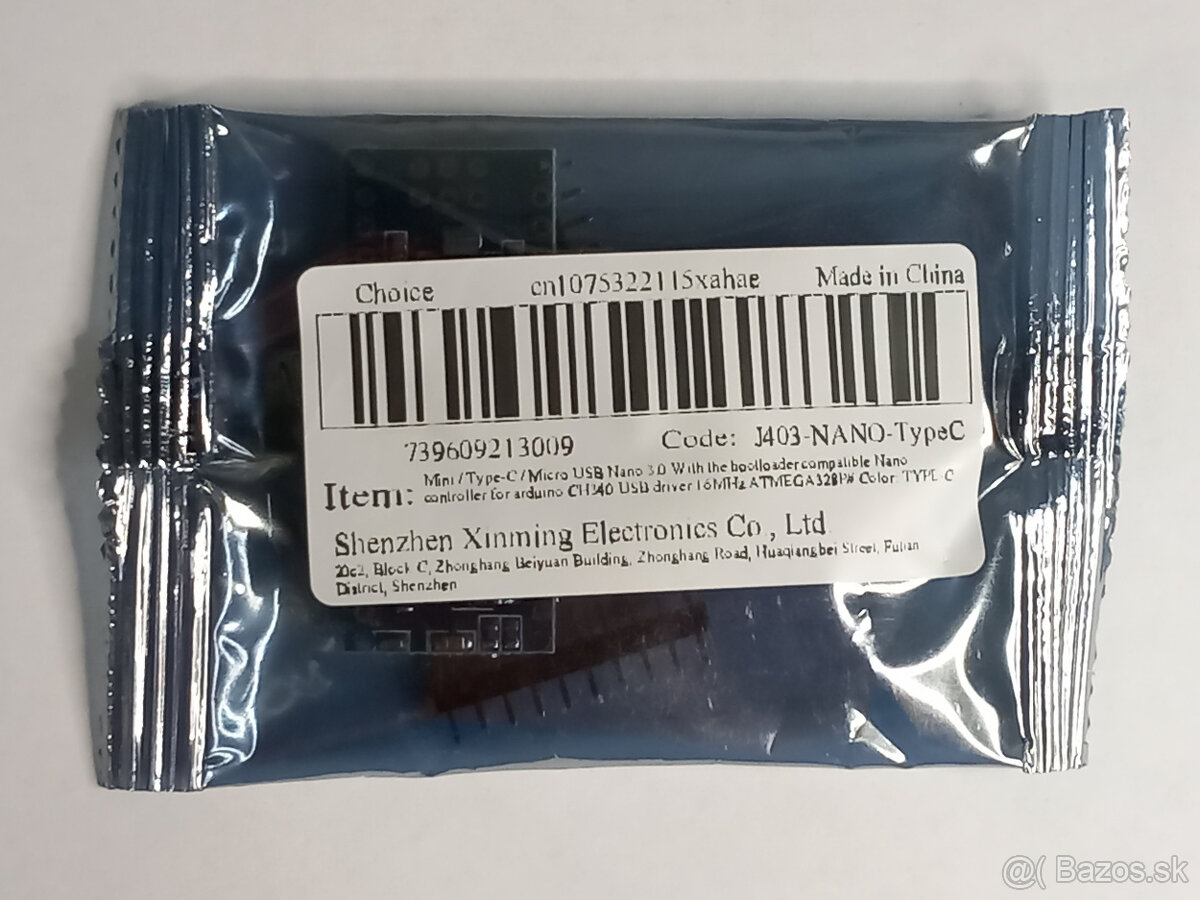 Choice cn1075322115xahae Made in China
739609213009 Code: J403-NANO-TypeC
Item: Mini / Type-C / Micro USB Nano 3.0 With the bootloader compatible Nano
controller for arduino CH340 USB driver 16MHz ATMEGA328P# Color: TYPE C
Shenzhen Xinming Electronics Co., Ltd.
Block C, Zhonghang Beiyuan Building, Zhonghang Road, Huaqiangbei Street, Futian
District, Shenzhen
@( Bazos.sk